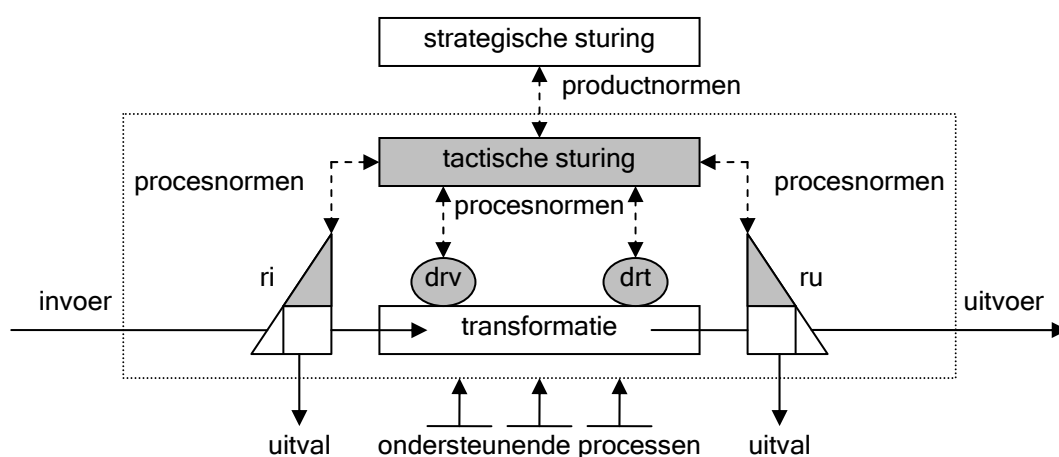 strategische sturing
productnormen
tactische sturing
procesnormen
procesnormen
procesnormen
ri
drv
drt
ru
invoer
transformatie
uitvoer
uitval
ondersteunende processen
uitval